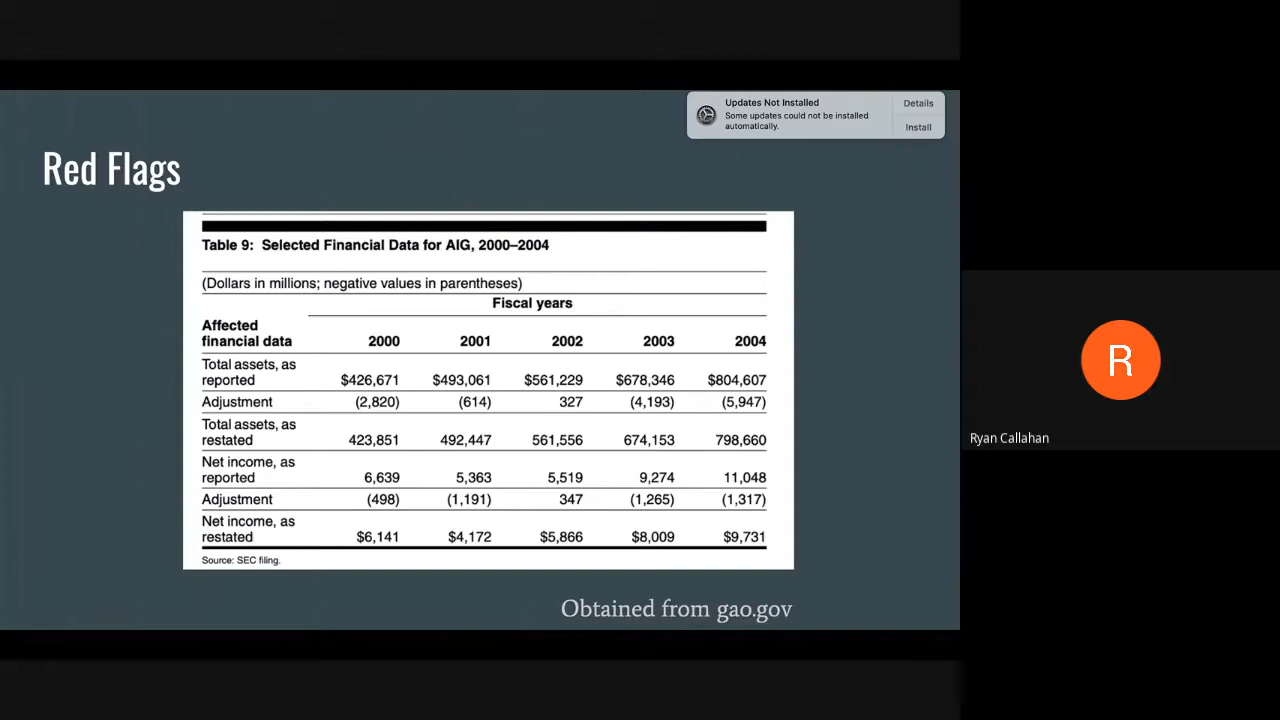 Updates Not Installed
Details
Some updates could not be installed
automatically.
Install
Red Flags
Table 9: Selected Financial Data for AIG, 2000–2004
(Dollars in millions; negative values in parentheses)
Fiscal years
Affected
financial data 2000 2001 2002 2003 2004
Total assets, as
reported $426,671 $493,061 $561,229 $678,346 $804,607
Adjustment (2,820) (614) 327 (4,193) (5,947)
Total assets, as
restated 423,851 492,447 561,556 674,153 798,660
Net income, as
reported 6,639 5,363 5,519 9,274 11,048
Adjustment (498) (1,191) 347 (1,265) (1,317)
Net income, as
restated $6,141 $4,172 $5,866 $8,009 $9,731
Source: SEC filing.
Obtained from gao.gov
R
Ryan Callahan